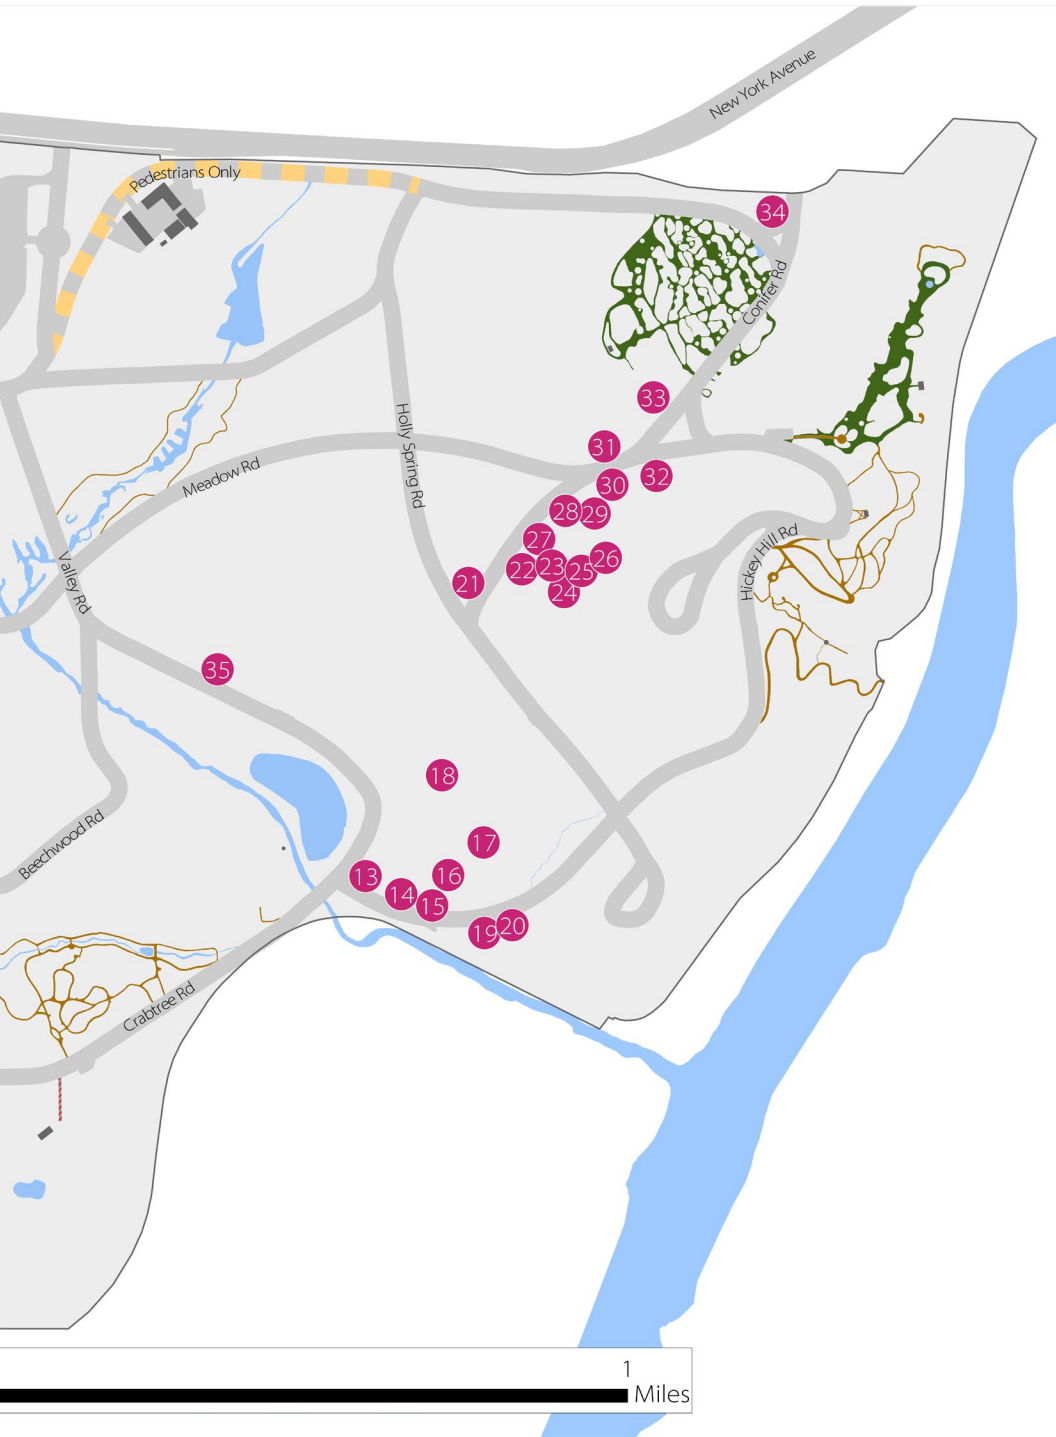 New York Avenue
Pedestrians Only
34
Conifer Rd
33
Holly Spring Rd
31
Meadow Rd
32
30
28
29
27
Hickey Hill Rd
26
23
22
25
Valley Rd
21
24
35
18
Beechwood Rd
17
16
13
14
15
20
19
Crabtree Rd
1
Miles